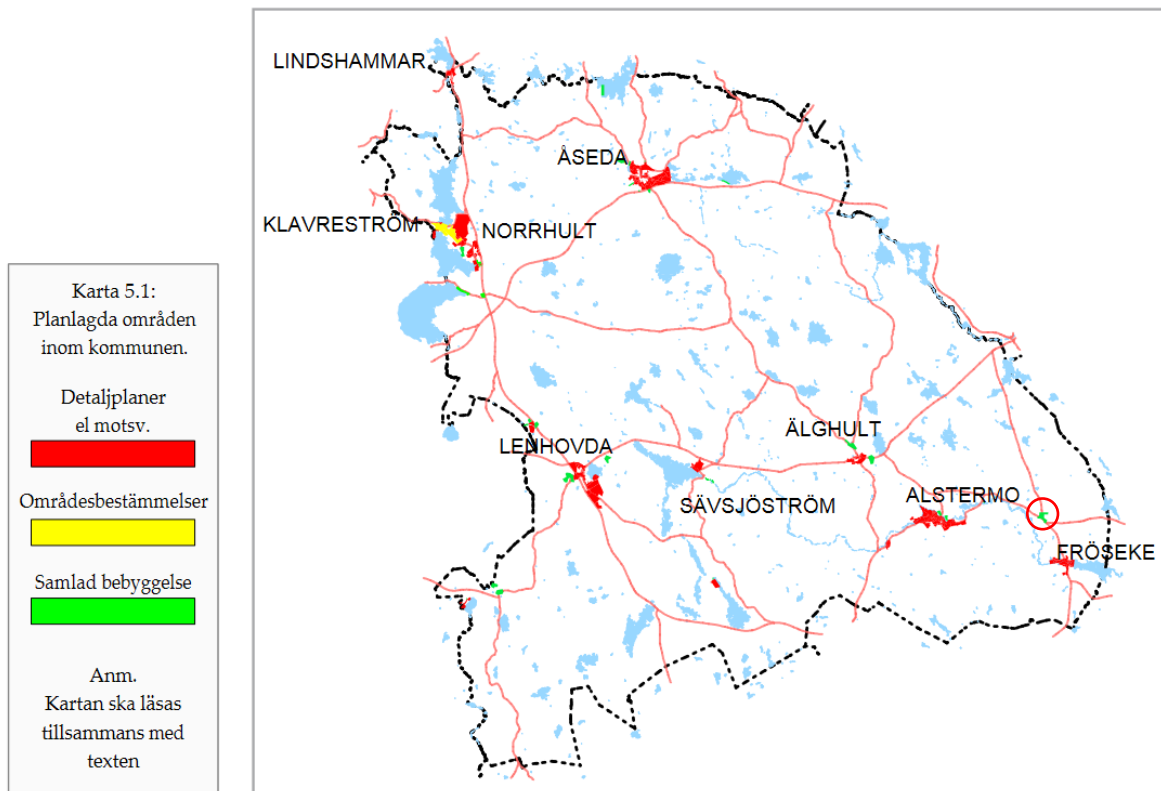 Karta 5.1:
Planlagda områden
inom kommunen.
Detaljplaner
el motsv.
Områdesbestämmelser
Samlad bebyggelse
Anm.
Kartan ska läsas
tillsammans med
texten
LINDSHAMMAR
ÅSEDA
KLAVRESTRÖM
NORRHULT
LENHOVDA
ÄLGHULT
SÄVSJÖSTRÖM
ALSTERMO
FRÖSEKE